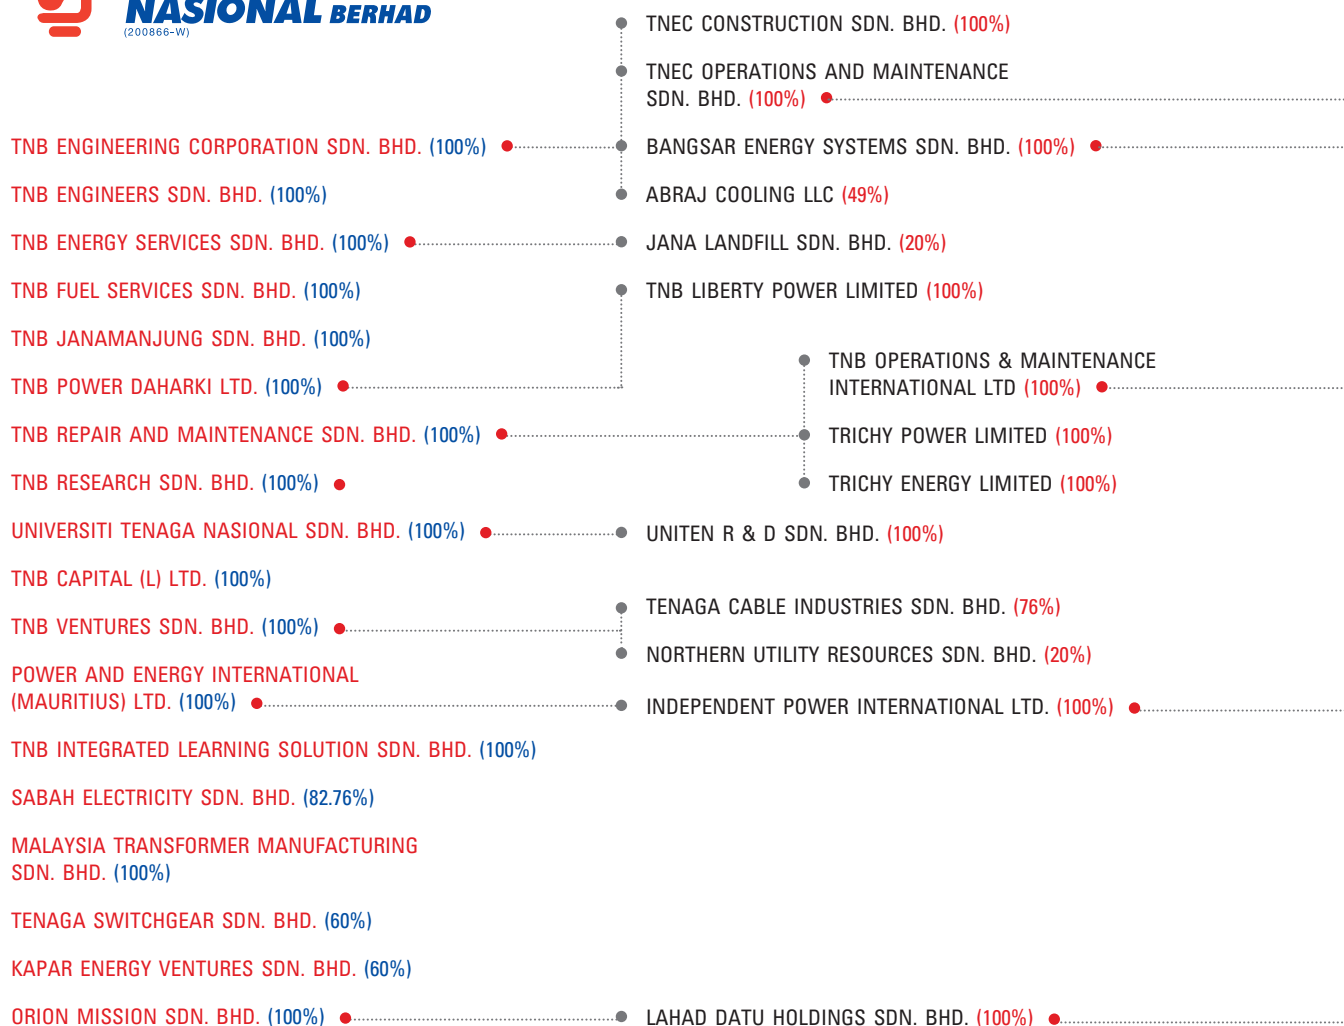 NASIONAL BERHAD
(200866-W)
TNB ENGINEERING CORPORATION SDN. BHD. (100%)
TNB ENGINEERS SDN. BHD. (100%)
TNB ENERGY SERVICES SDN. BHD. (100%)
TNB FUEL SERVICES SDN. BHD. (100%)
TNB JANAMANJUNG SDN. BHD. (100%)
TNB POWER DAHARKI LTD. (100%)
TNB REPAIR AND MAINTENANCE SDN. BHD. (100%)
TNB RESEARCH SDN. BHD. (100%)
UNIVERSITI TENAGA NASIONAL SDN. BHD. (100%)
TNB CAPITAL (L) LTD. (100%)
TNB VENTURES SDN. BHD. (100%)
POWER AND ENERGY INTERNATIONAL
(MAURITIUS) LTD. (100%)
TNB INTEGRATED LEARNING SOLUTION SDN. BHD. (100%)
SABAH ELECTRICITY SDN. BHD. (82.76%)
MALAYSIA TRANSFORMER MANUFACTURING
SDN. BHD. (100%)
TENAGA SWITCHGEAR SDN. BHD. (60%)
KAPAR ENERGY VENTURES SDN. BHD. (60%)
ORION MISSION SDN. BHD. (100%)
TNEC CONSTRUCTION SDN. BHD. (100%)
TNEC OPERATIONS AND MAINTENANCE
SDN. BHD. (100%)
BANGSAR ENERGY SYSTEMS SDN. BHD. (100%)
ABRAJ COOLING LLC (49%)
JANA LANDFILL SDN. BHD. (20%)
TNB LIBERTY POWER LIMITED (100%)
TNB OPERATIONS & MAINTENANCE
INTERNATIONAL LTD (100%)
TRICHY POWER LIMITED (100%)
TRICHY ENERGY LIMITED (100%)
UNITEN R & D SDN. BHD. (100%)
TENAGA CABLE INDUSTRIES SDN. BHD. (76%)
NORTHERN UTILITY RESOURCES SDN. BHD. (20%)
INDEPENDENT POWER INTERNATIONAL LTD. (100%)
LAHAD DATU HOLDINGS SDN. BHD. (100%)